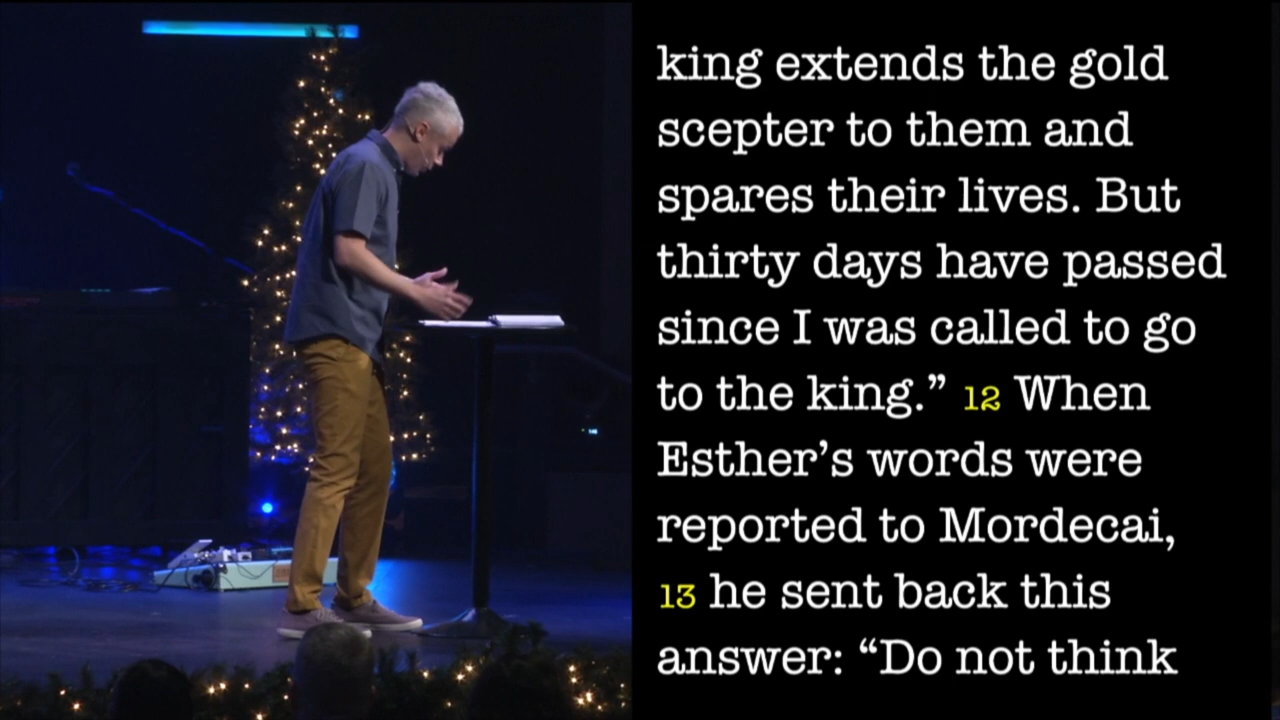 king extends the gold
scepter to them and
spares their lives. But
thirty days have passed
since I was called to go
to the king.” 12 When
Esther’s words were
reported to Mordecai,
13 he sent back this
answer: “Do not think